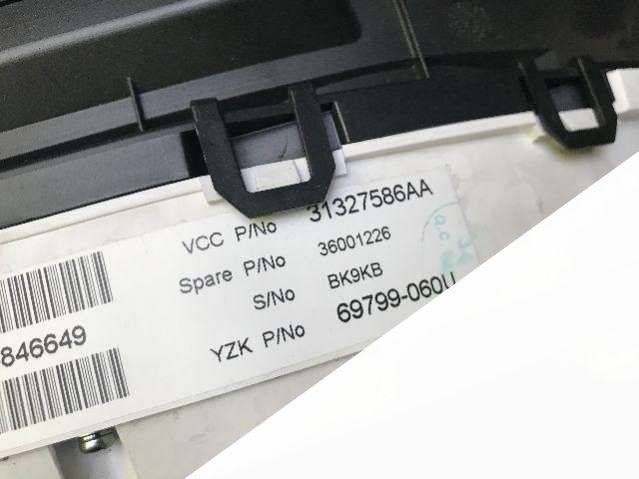 VCC P/No 31327586AA
Spare P/No 36001226
S/No BK9KB
YZK P/No 69799-060U
846649